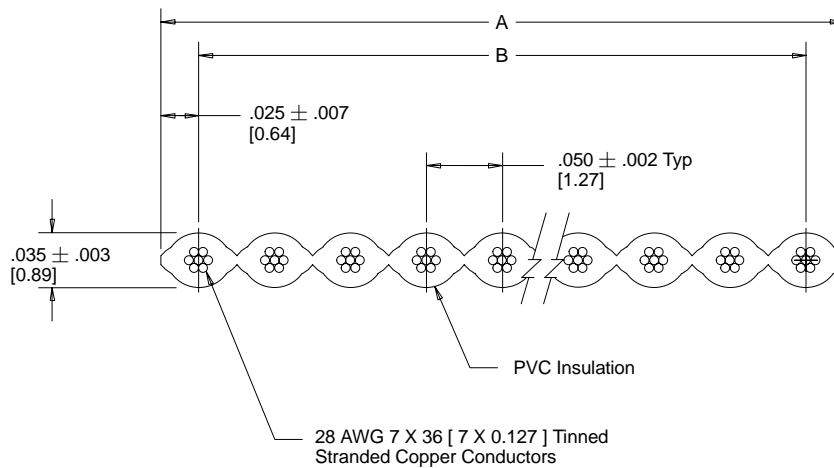 A
B
.025 ± .007
[0.64]
.050 ± .002 Typ
[1.27]
.035 ± .003
[0.89]
PVC Insulation
28 AWG 7 X 36 [ 7 X 0.127 ] Tinned
Stranded Copper Conductors